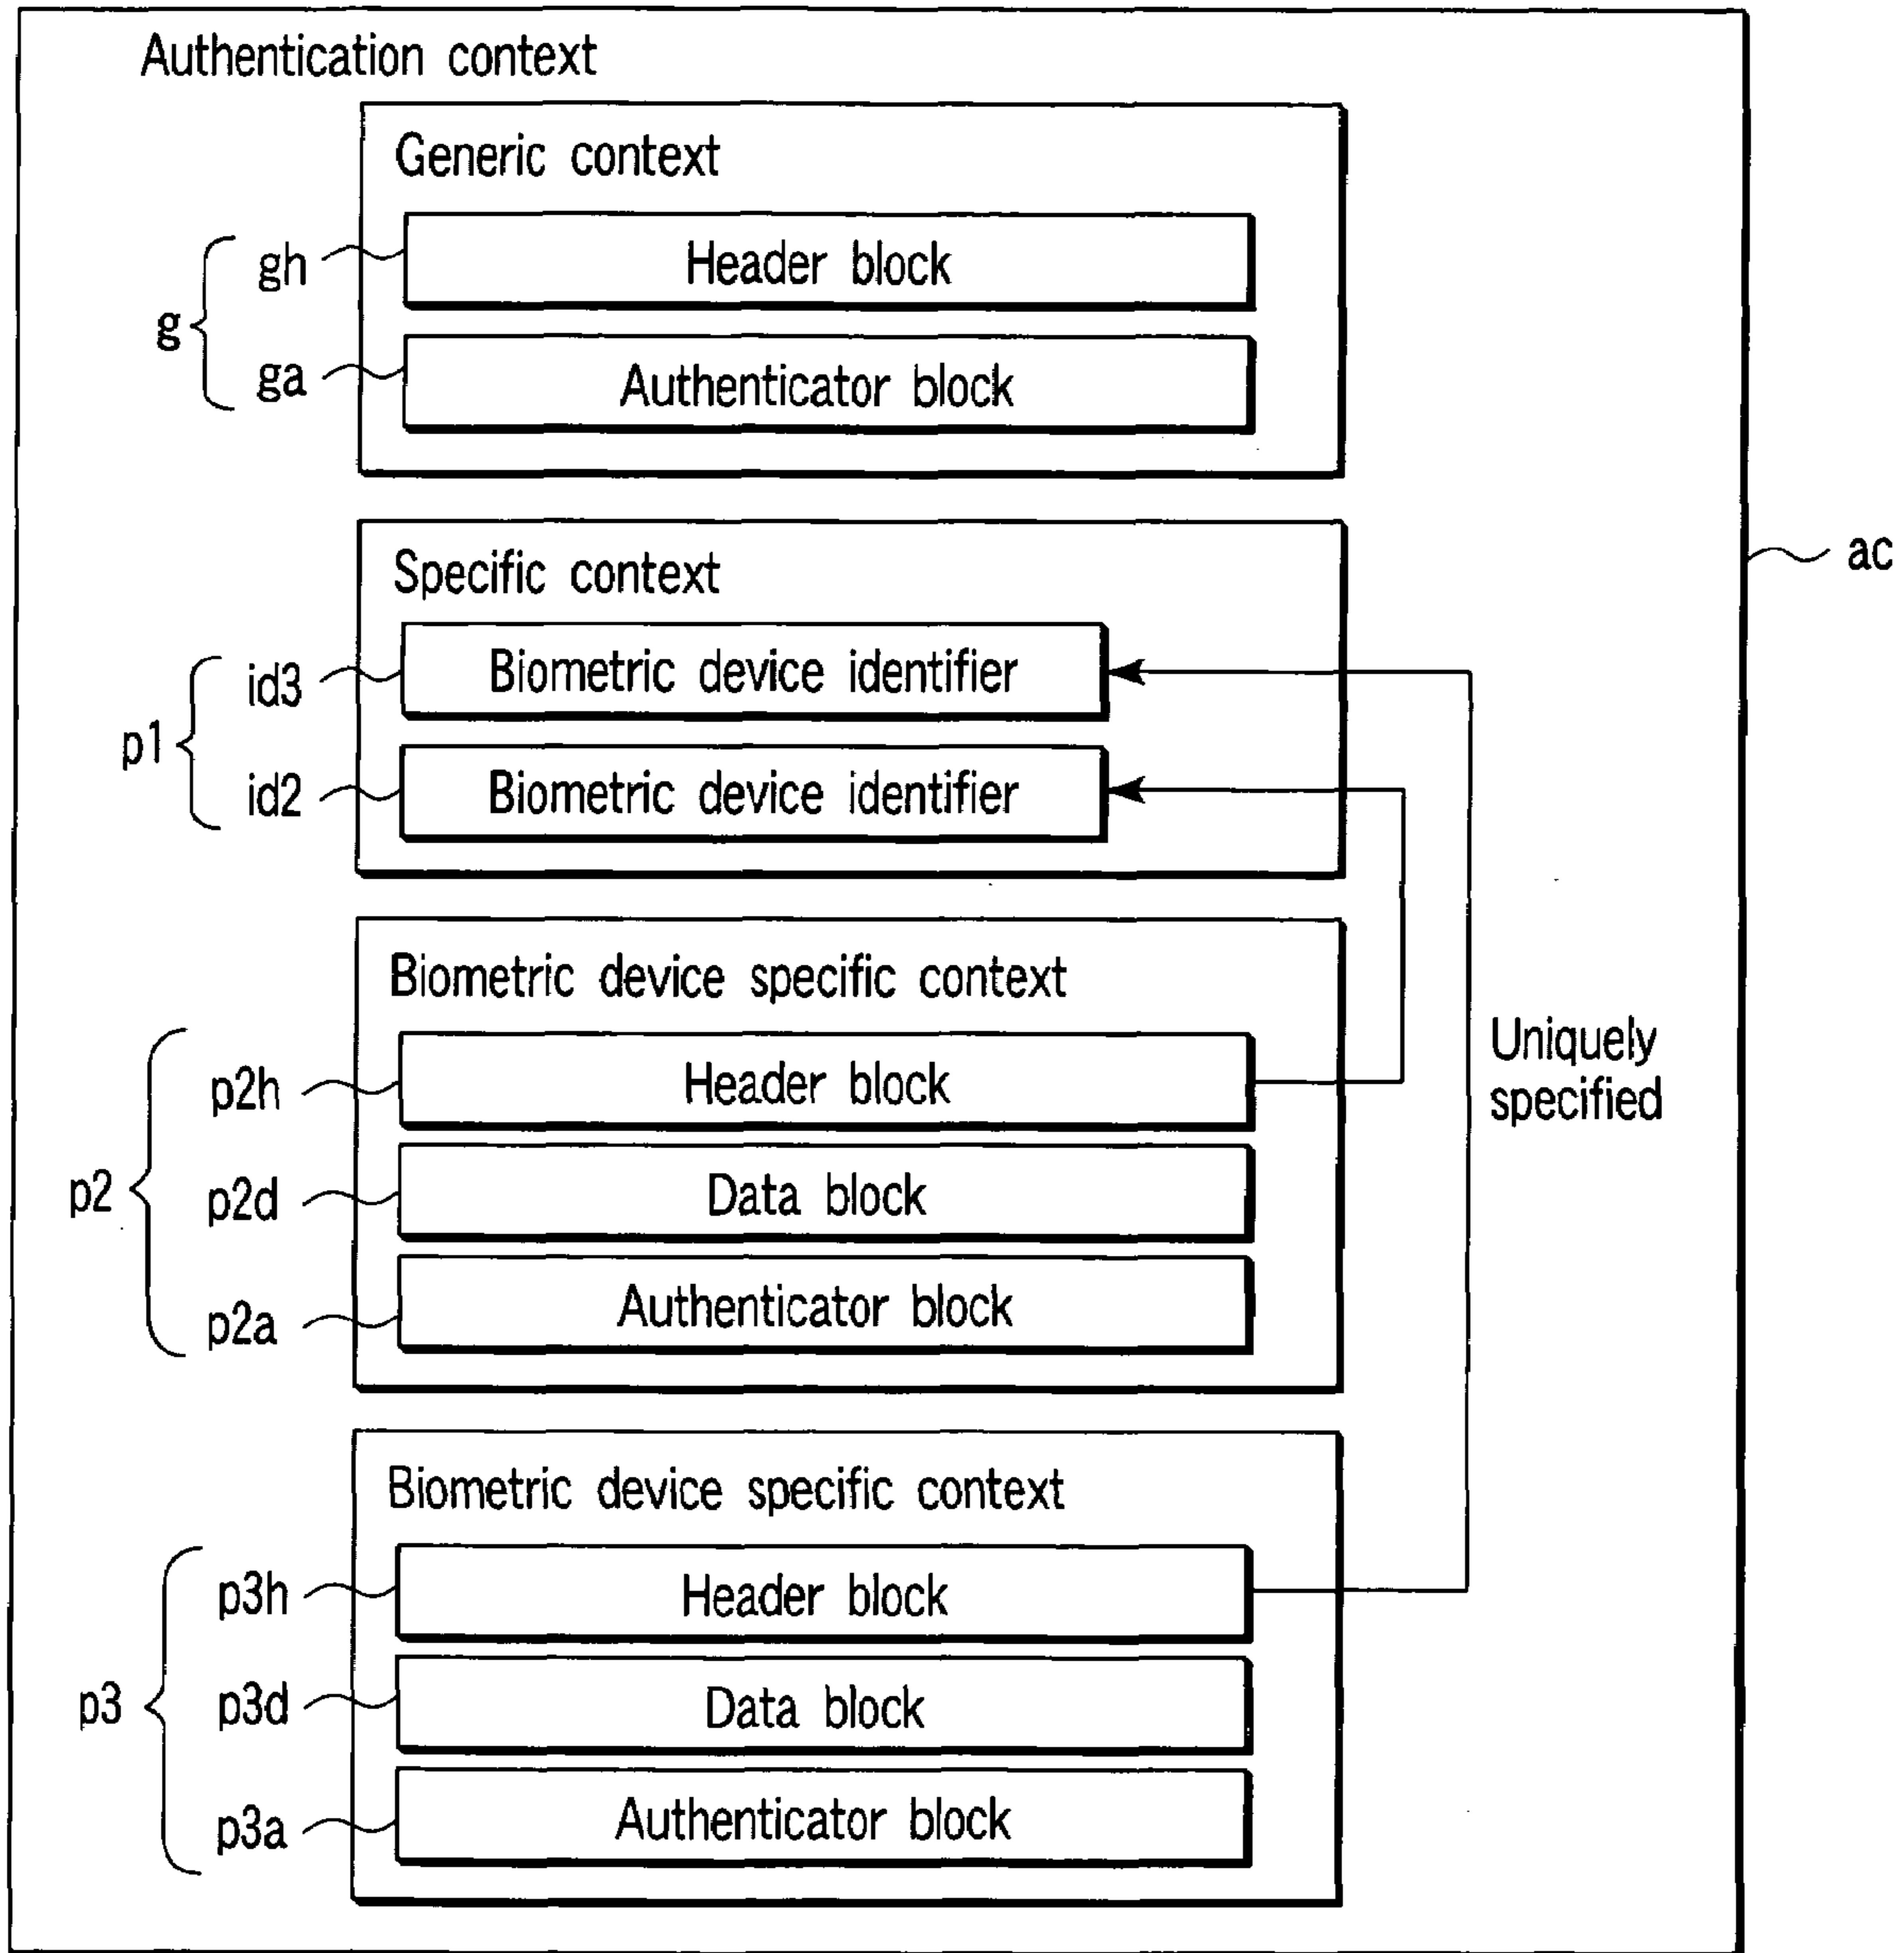 Authentication context
Generic context
gh
Header block
g
ga
Authenticator block
Specific context
ac
id3
Biometric device identifier
p1
id2
Biometric device identifier
Biometric device specific context
Uniquely
specified
p2h
Header block
p2
p2d
Data block
p2a
Authenticator block
Biometric device specific context
p3h
Header block
p3
p3d
Data block
p3a
Authenticator block